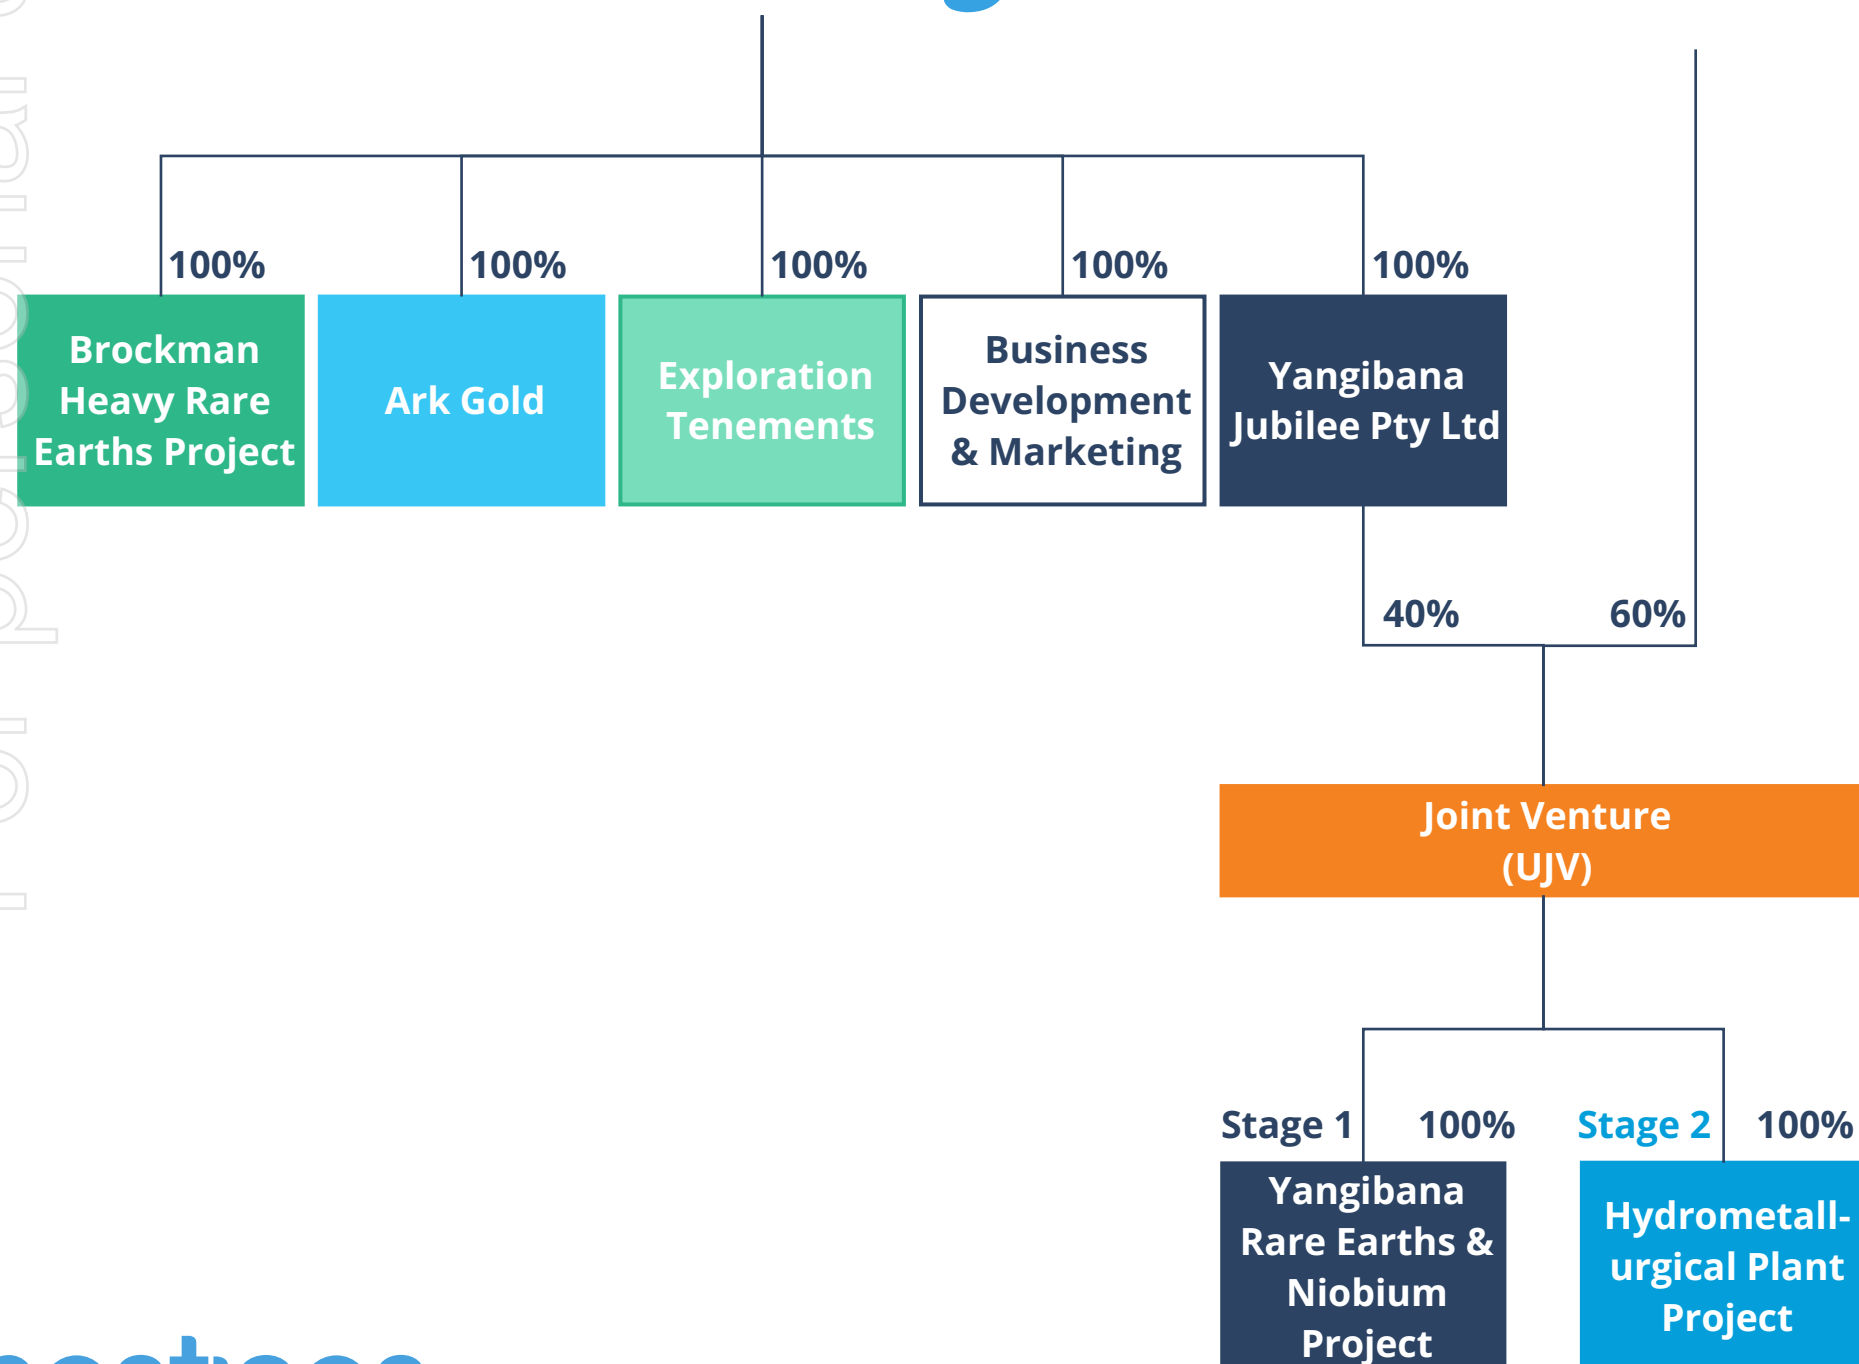 100%
100%
100%
100%
100%
Brockman
Heavy Rare
Earths Project
Ark Gold
Exploration
Tenements
Business
Development
& Marketing
Yangibana
Jubilee Pty Ltd
40%
60%
Joint Venture
(UJV)
Stage 1
100%
Stage 2
100%
Yangibana
Rare Earths &
Niobium
Project
Hydrometall-
urgical Plant
Project